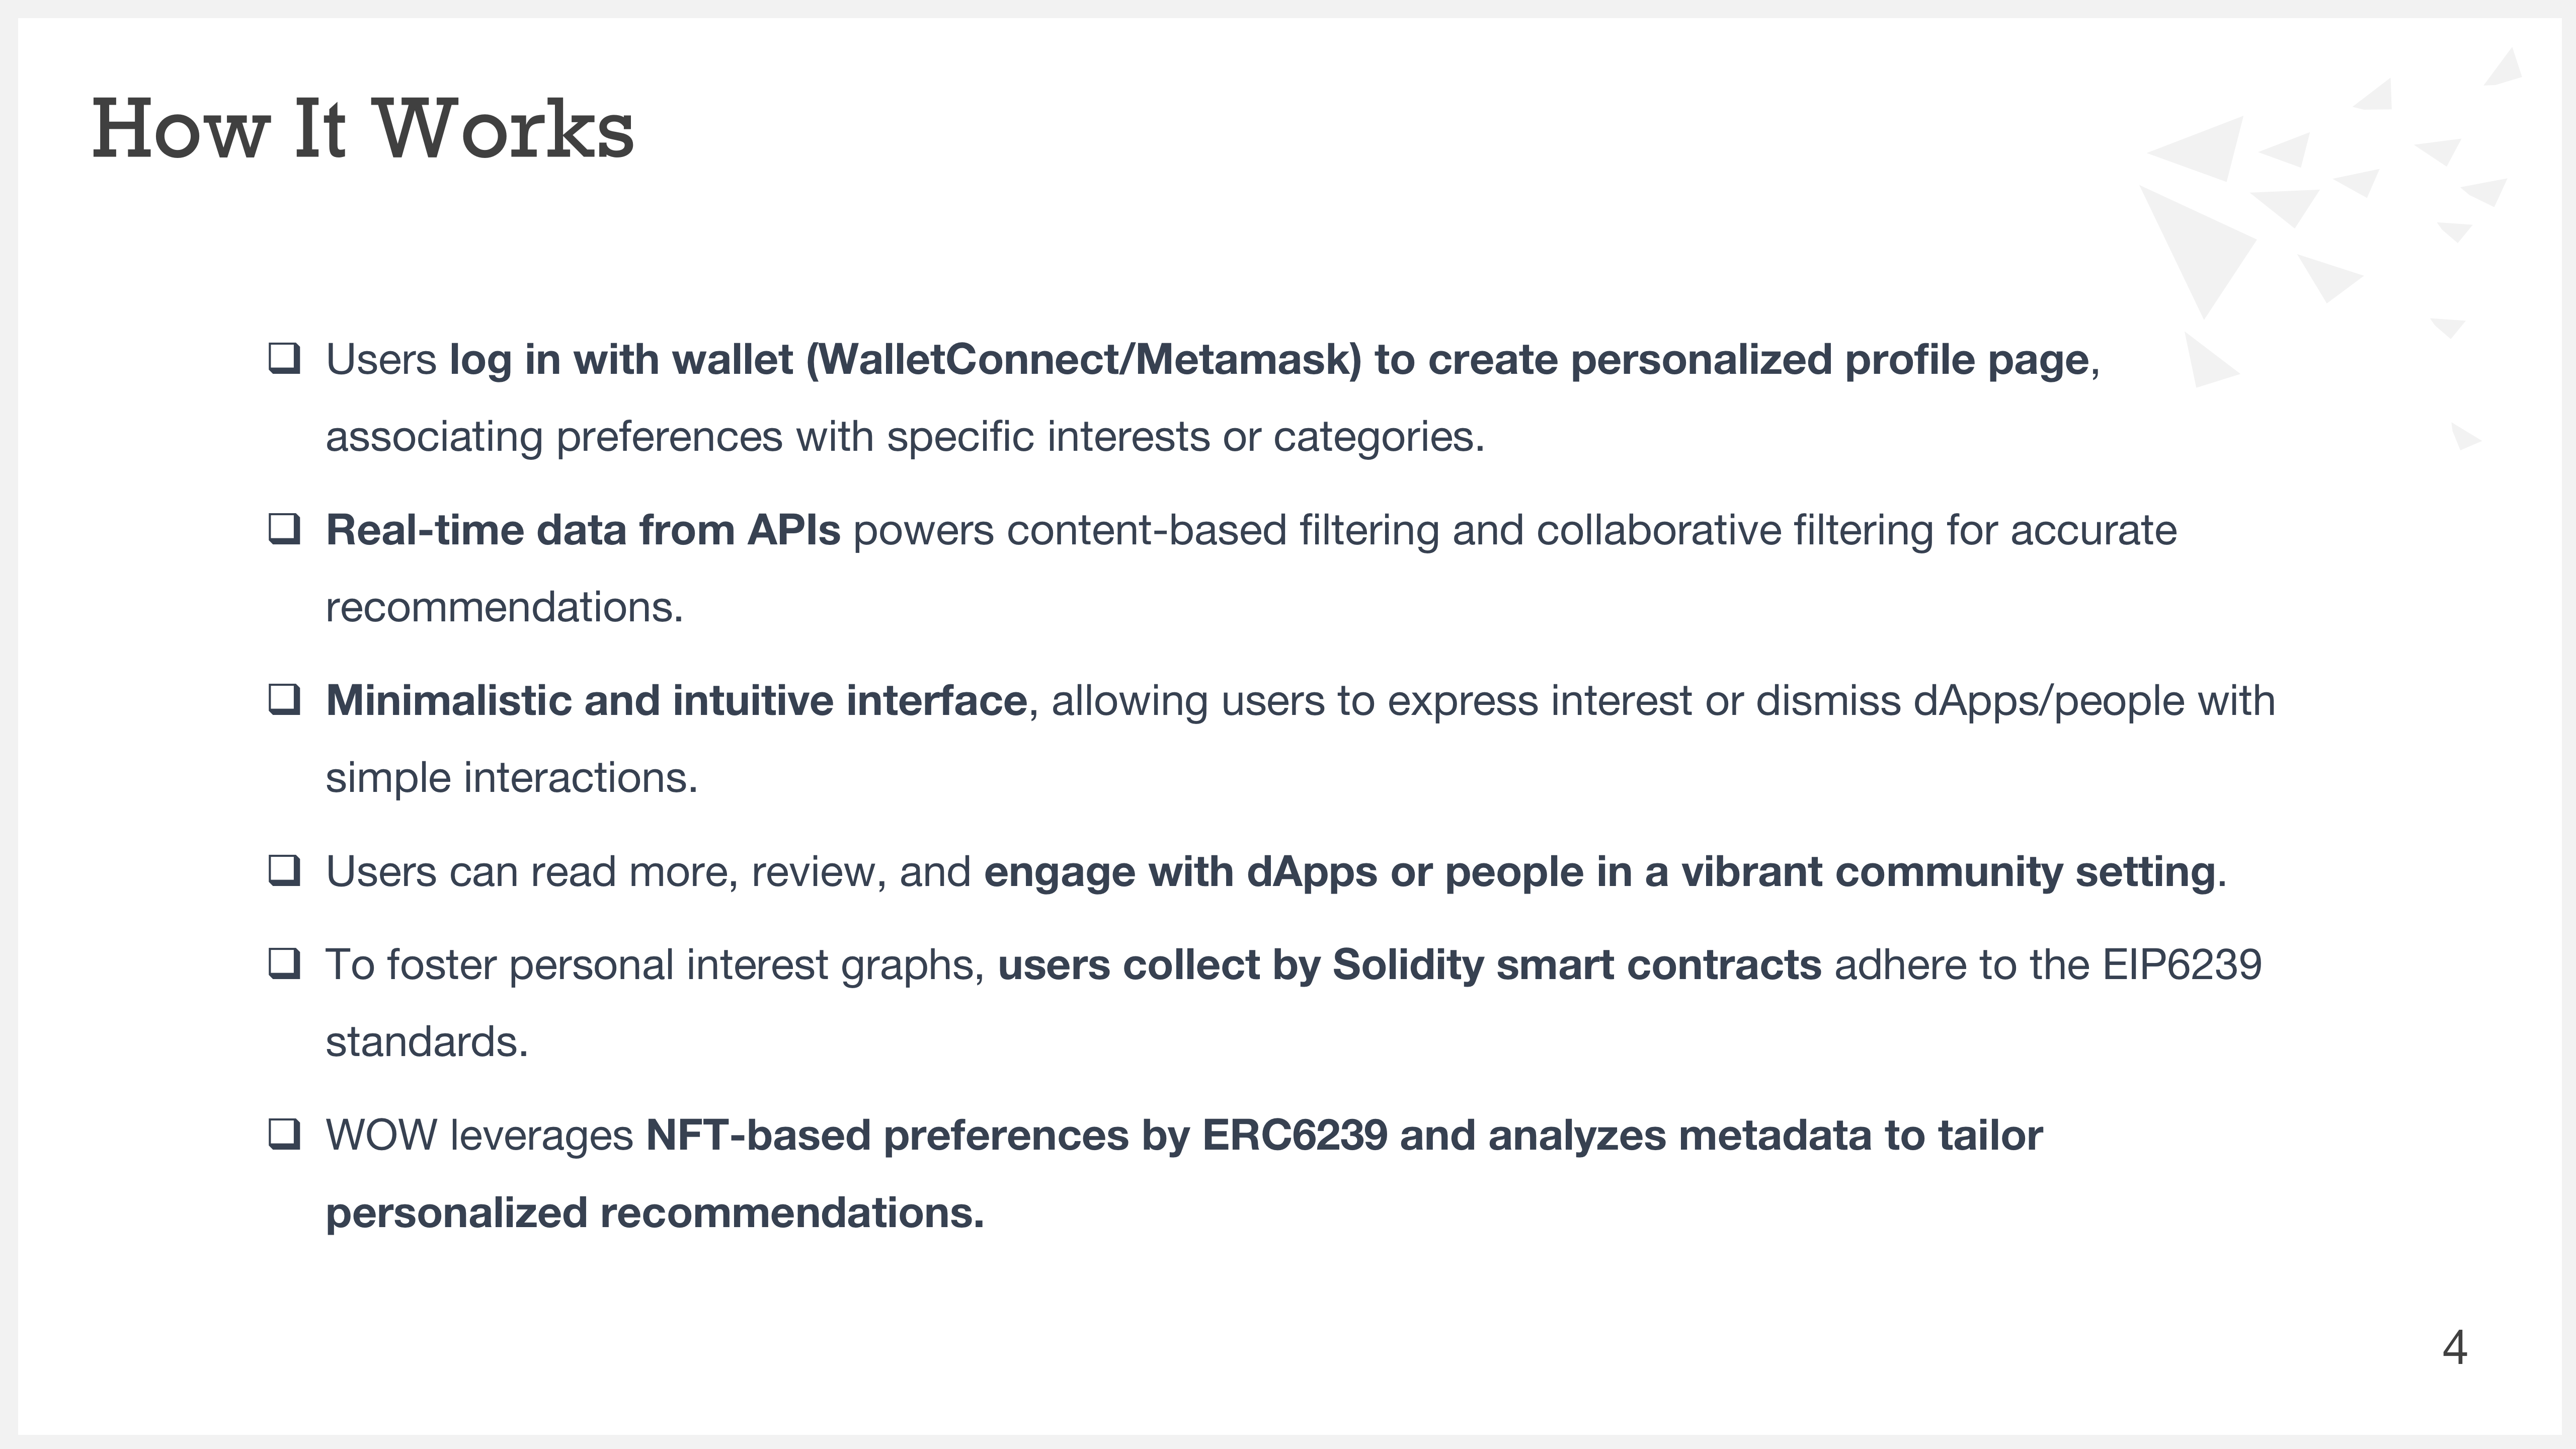 How It Works
❑ Users log in with wallet (WalletConnect/Metamask) to create personalized profile page,
associating preferences with specific interests or categories.
❑ Real-time data from APIs powers content-based filtering and collaborative filtering for accurate
recommendations.
❑ Minimalistic and intuitive interface, allowing users to express interest or dismiss dApps/people with
simple interactions.
❑ Users can read more, review, and engage with dApps or people in a vibrant community setting.
❑ To foster personal interest graphs, users collect by Solidity smart contracts adhere to the EIP6239
standards.
❑ WOW leverages NFT-based preferences by ERC6239 and analyzes metadata to tailor
personalized recommendations.
4